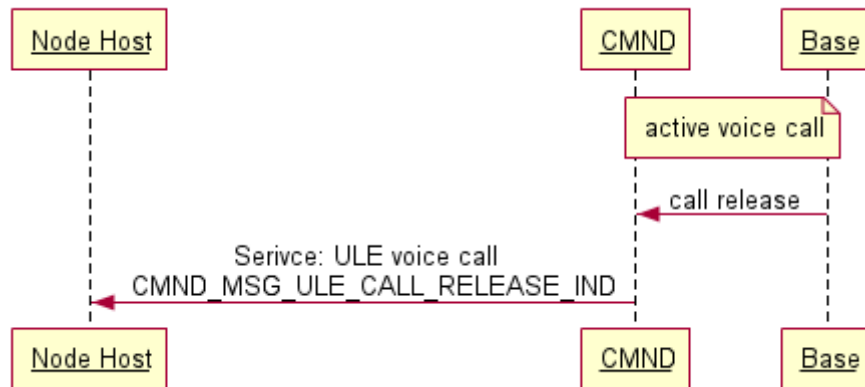 Node Host
CMND
Base
active voice call
call release
Serivce: ULE voice call
CMND_MSG_ULE_CALL_RELEASE_IND
Node Host
CMND
Base